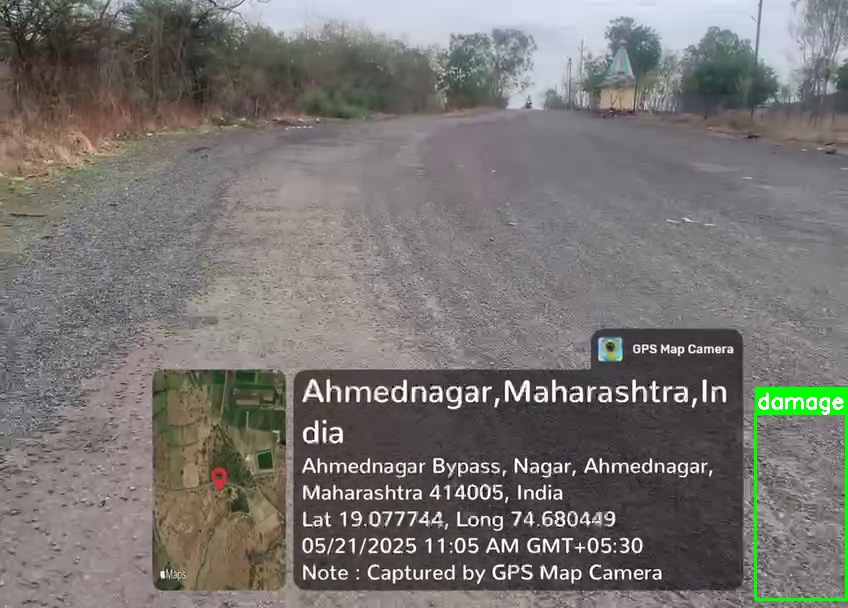 GPS Map Camera
Ahmednagar,Maharashtra,In
dia
Ahmednagar Bypass, Nagar, Ahmednagar,
Maharashtra 414005, India
Lat 19.077744, Long 74.680449
05/21/2025 11:05 AM GMT+05:30
Note : Captured by GPS Map Camera
Maps
damage